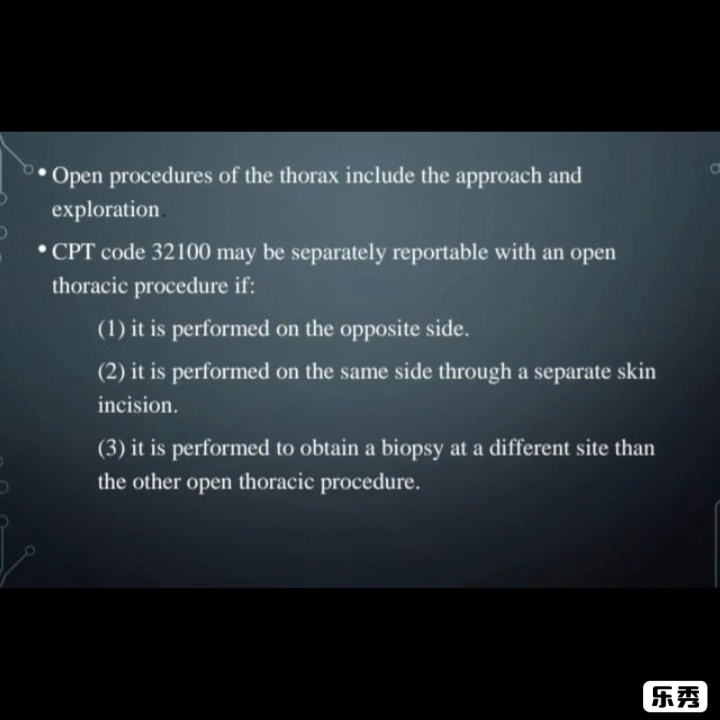 • Open procedures of the thorax include the approach and
exploration.
• CPT code 32100 may be separately reportable with an open
thoracic procedure if:
(1) it is performed on the opposite side.
(2) it is performed on the same side through a separate skin
incision.
(3) it is performed to obtain a biopsy at a different site than
the other open thoracic procedure.
乐秀